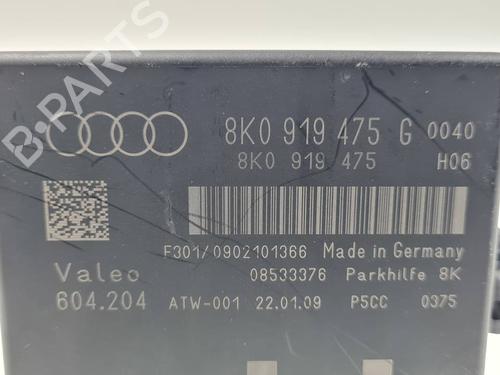 8K0 919 475 G 0040
8K0 919 475 H06
F301/0902101366 Made in Germany
Valeo 08533376 Parkhilfe 8K
604.204 ATW-001 22.01.09 P5CC 0375
B-PARTS
B-PARTS